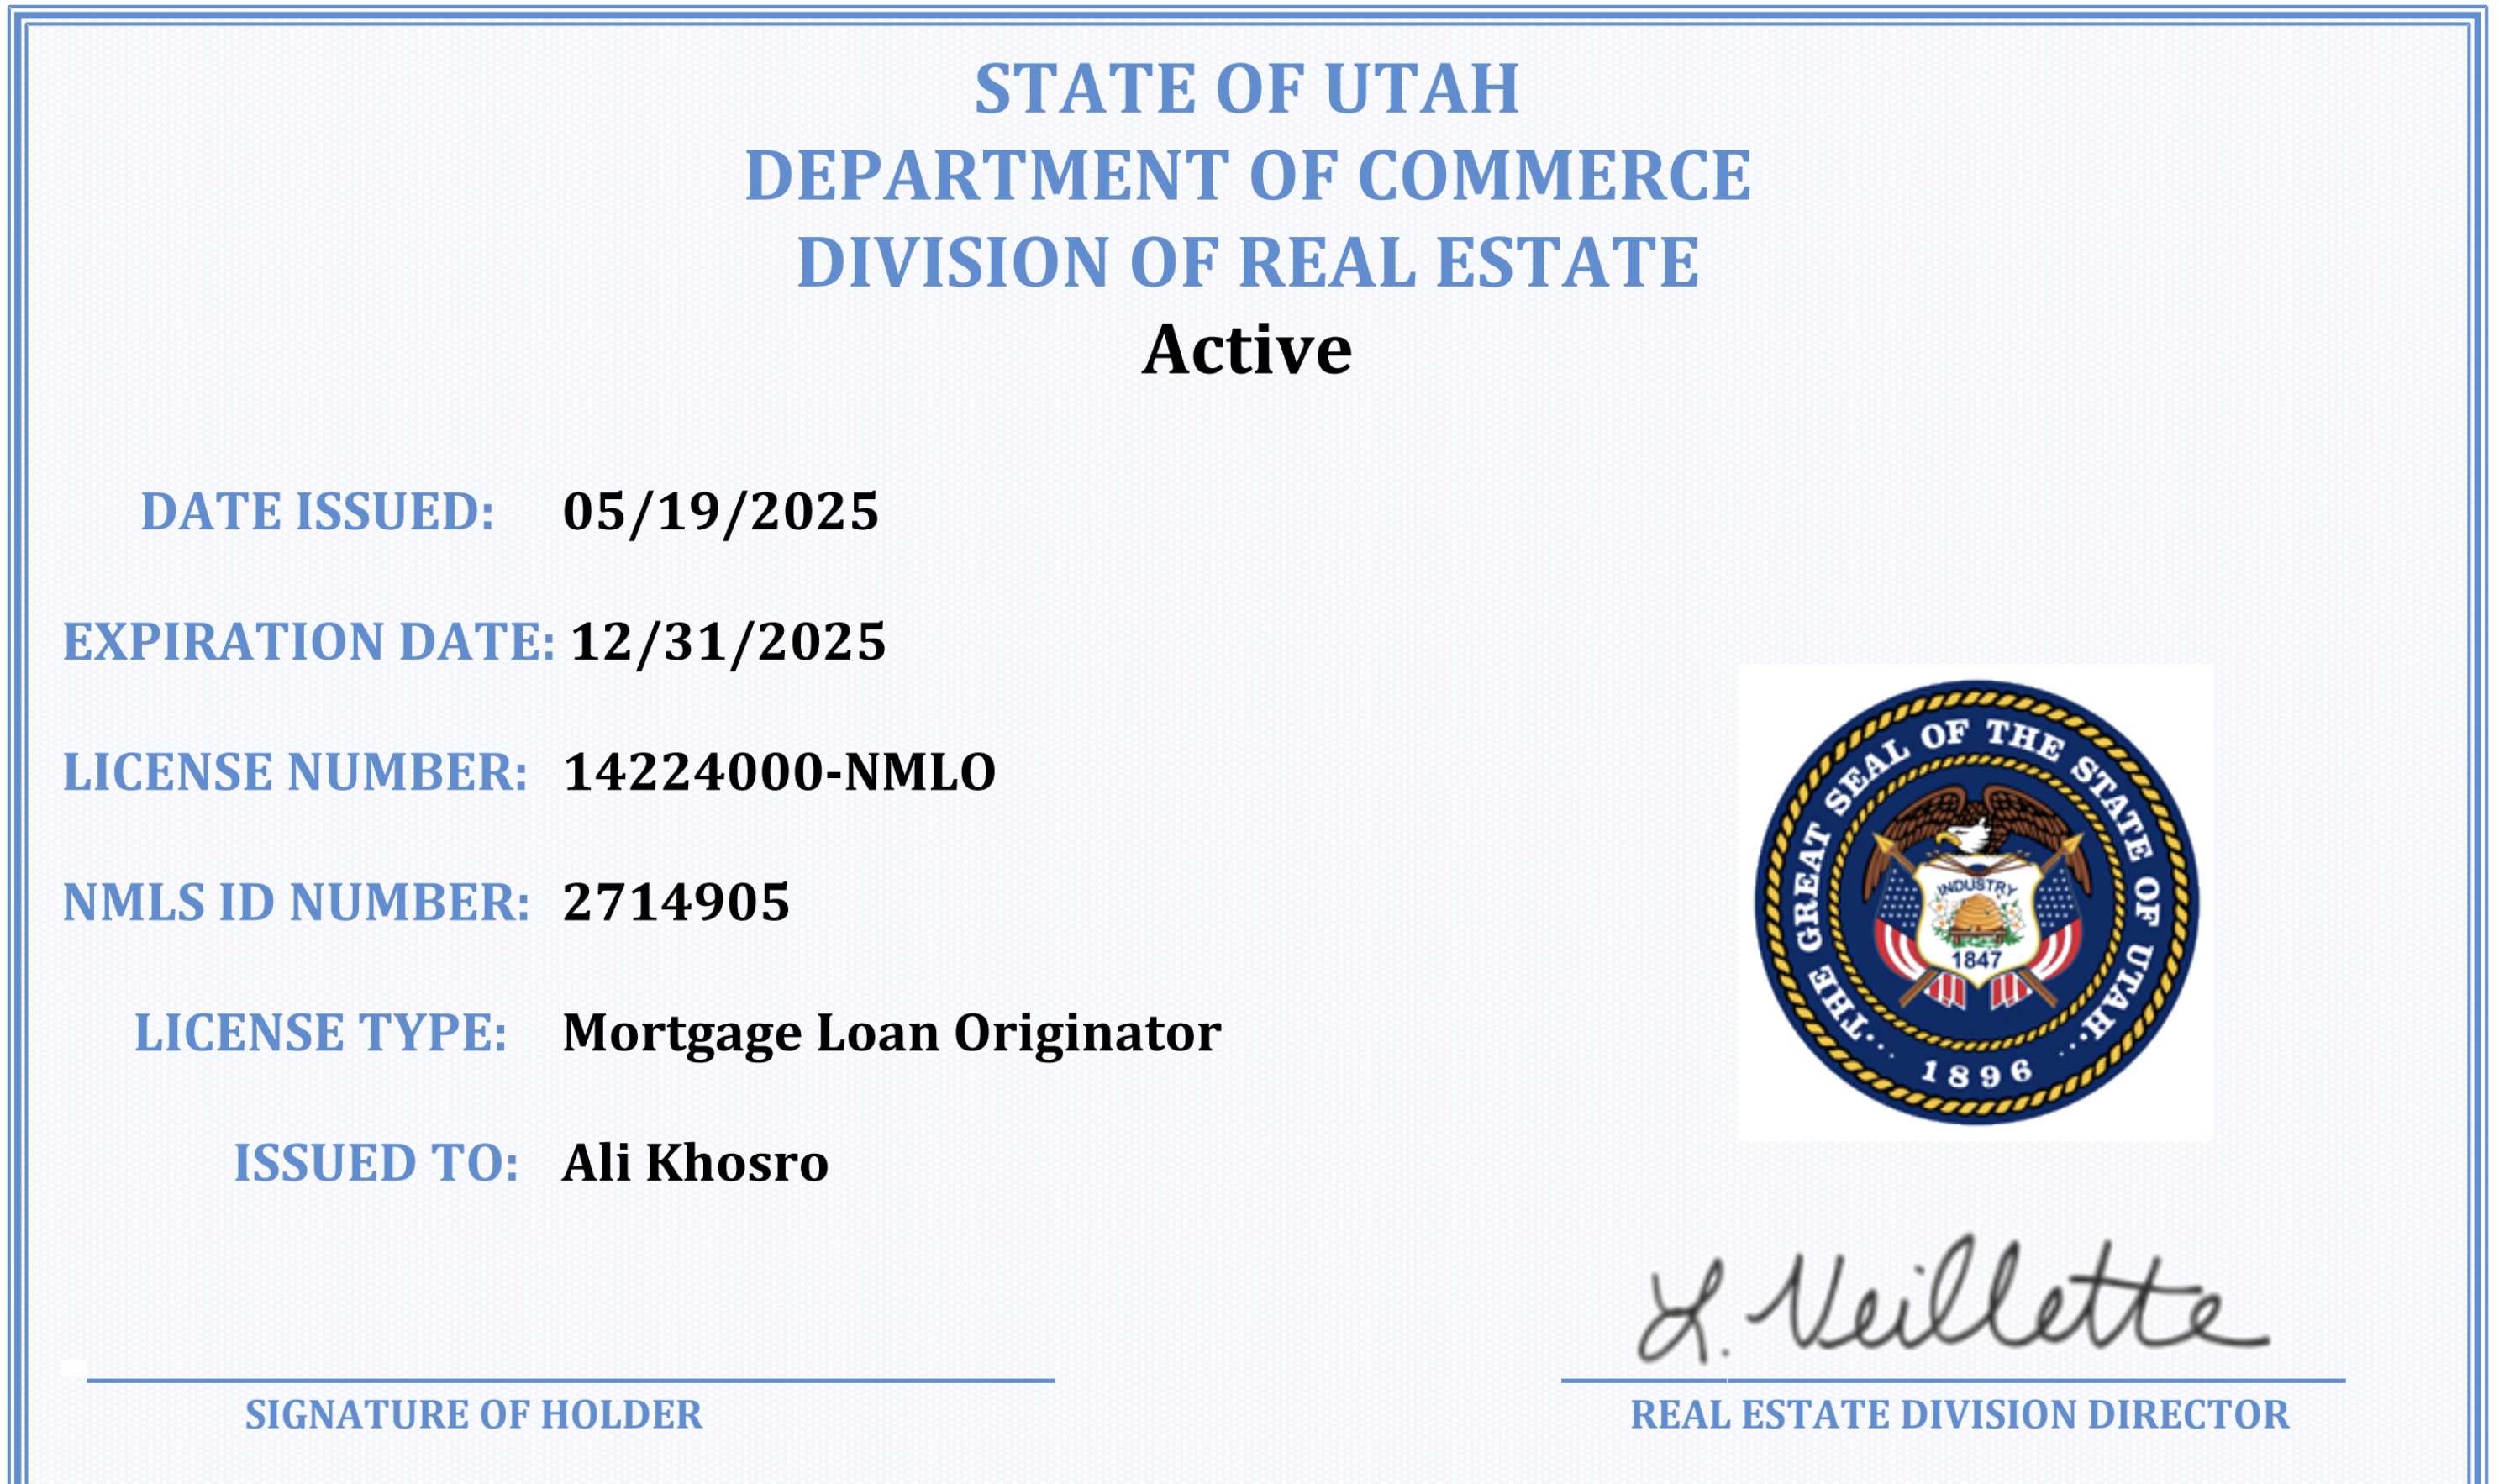 STATE OF UTAH
DEPARTMENT OF COMMERCE
DIVISION OF REAL ESTATE
Active
DATE ISSUED: 05/19/2025
EXPIRATION DATE: 12/31/2025
LICENSE NUMBER: 14224000-NMLO
NMLS ID NUMBER: 2714905
LICENSE TYPE: Mortgage Loan Originator
ISSUED TO: Ali Khosro
THE GREAT SEAL OF THE STATE OF UTAH
INDUSTRY
1847
1896
L. Veillette
SIGNATURE OF HOLDER
REAL ESTATE DIVISION DIRECTOR